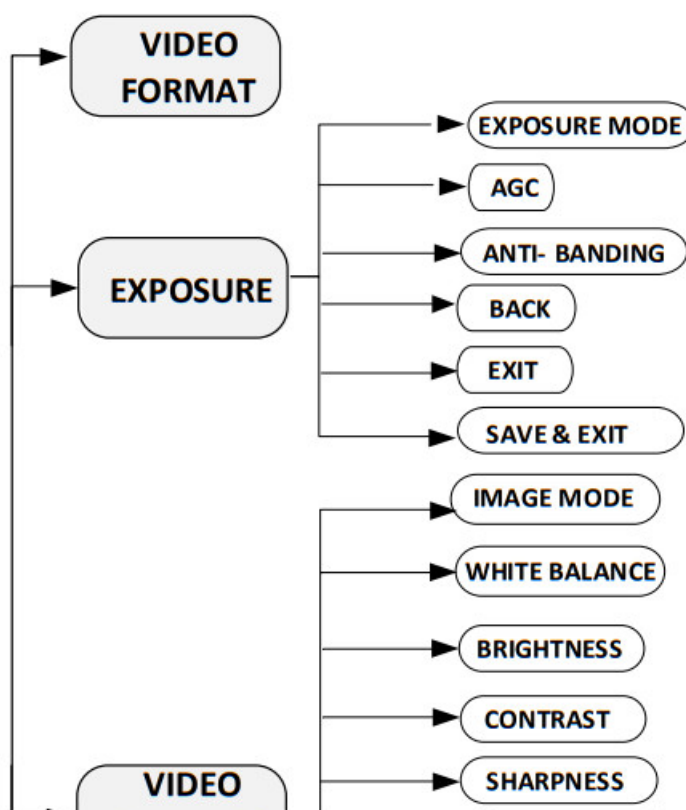 VIDEO
FORMAT
EXPOSURE
EXPOSURE MODE
AGC
ANTI- BANDING
BACK
EXIT
SAVE & EXIT
VIDEO
IMAGE MODE
WHITE BALANCE
BRIGHTNESS
CONTRAST
SHARPNESS